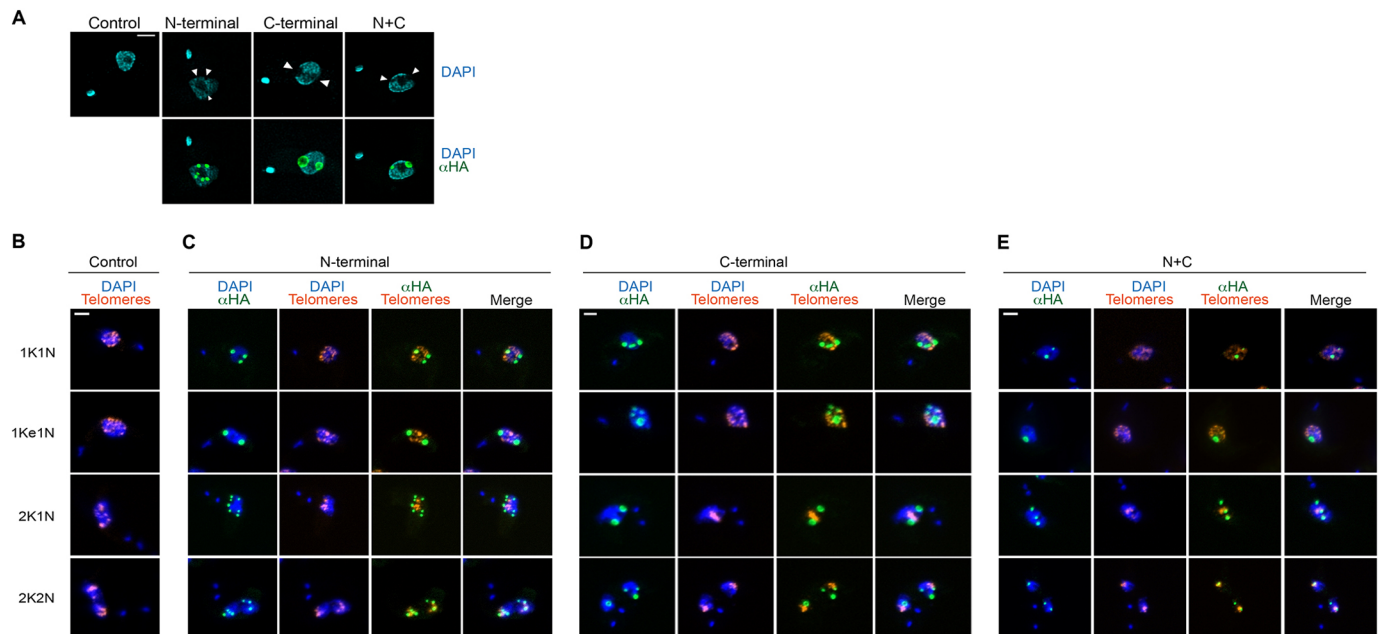 A
Control N-terminal C-terminal N+C
DAPI
DAPI
αHA
B C D E
Control N-terminal C-terminal N+C
DAPI DAPI DAPI αHA DAPI DAPI αHA DAPI DAPI αHA
Telomeres αHA Telomeres Telomeres Merge αHA Telomeres Telomeres Merge αHA Telomeres Telomeres Merge
1K1N
1Ke1N
2K1N
2K2N